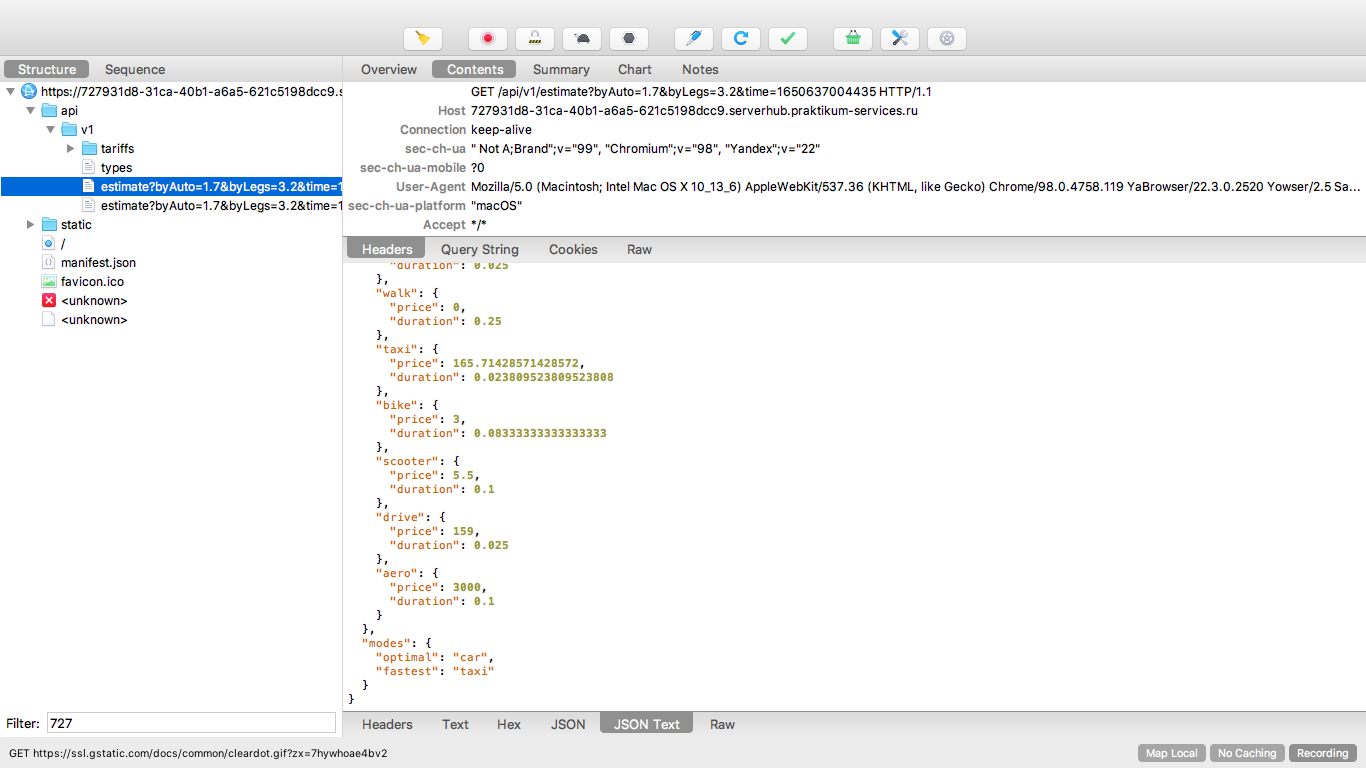 Structure Sequence
https://727931d8-31ca-40b1-a6a5-621c5198dcc9.s
api
v1
tariffs
types
estimate?byAuto=1.7&byLegs=3.2&time=1
estimate?byAuto=1.7&byLegs=3.2&time=1
static
/
manifest.json
favicon.ico
<unknown>
<unknown>
Filter: 727
Overview Contents Summary Chart Notes
GET /api/v1/estimate?byAuto=1.7&byLegs=3.2&time=1650637004435 HTTP/1.1
Host 727931d8-31ca-40b1-a6a5-621c5198dcc9.serverhub.praktikum-services.ru
Connection keep-alive
sec-ch-ua " Not A;Brand";v="99", "Chromium";v="98", "Yandex";v="22"
sec-ch-ua-mobile ?0
User-Agent Mozilla/5.0 (Macintosh; Intel Mac OS X 10_13_6) AppleWebKit/537.36 (KHTML, like Gecko) Chrome/98.0.4758.119 YaBrowser/22.3.0.2520 Yowser/2.5 Sa...
sec-ch-ua-platform "macOS"
Accept */*
Headers Query String Cookies Raw
"duration": 0.025
},
"walk": {
"price": 0,
"duration": 0.25
},
"taxi": {
"price": 165.71428571428572,
"duration": 0.023809523809523808
},
"bike": {
"price": 3,
"duration": 0.08333333333333333
},
"scooter": {
"price": 5.5,
"duration": 0.1
},
"drive": {
"price": 159,
"duration": 0.025
},
"aero": {
"price": 3000,
"duration": 0.1
}
},
"modes": {
"optimal": "car",
"fastest": "taxi"
}
}
Headers Text Hex JSON JSON Text Raw
GET https://ssl.gstatic.com/docs/common/cleardot.gif?zx=7hywhoae4bv2
Map Local No Caching Recording